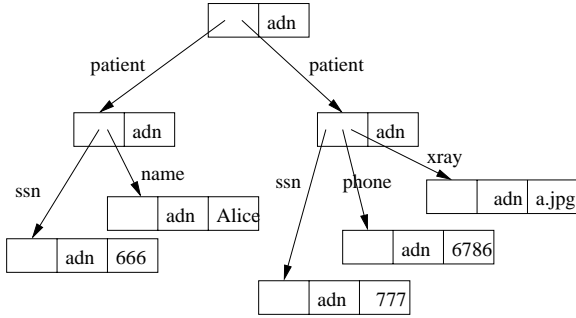 adn
patient patient
adn adn
ssn name ssn phone xray
adn Alice
adn a.jpg
adn 666
adn 6786
adn 777